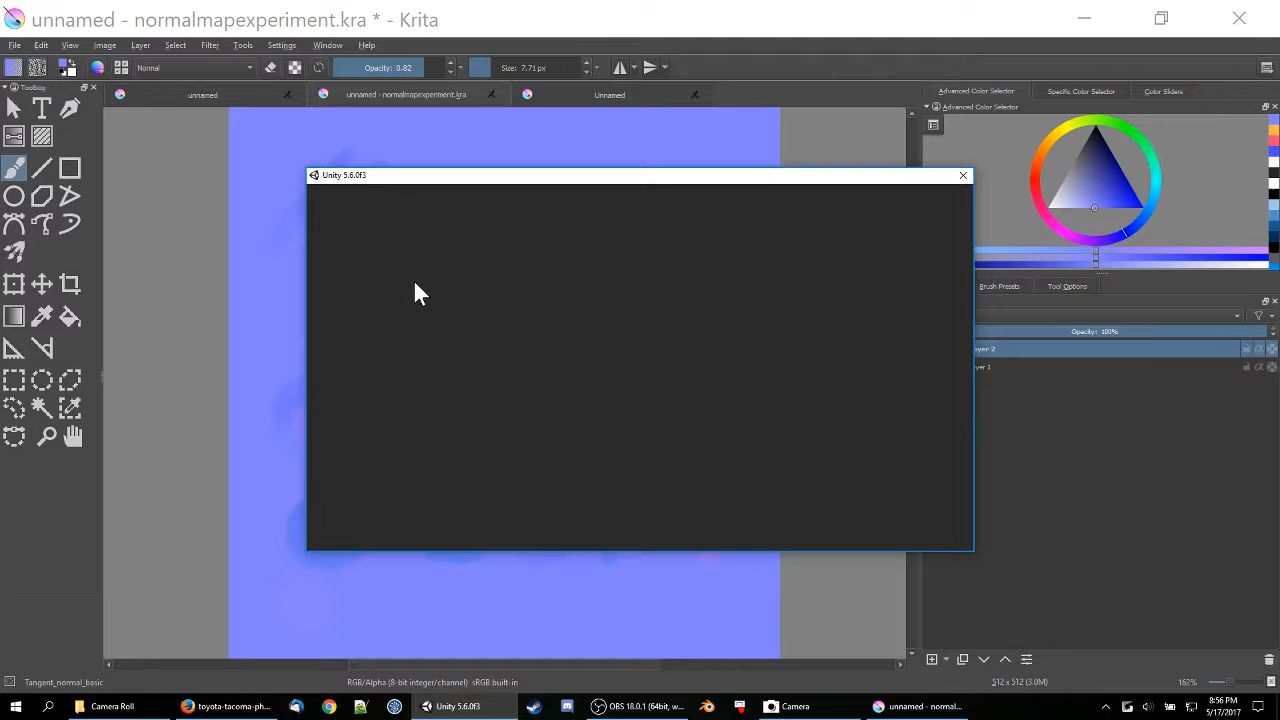 unnamed - normalmapexperiment.kra * - Krita
File Edit View Image Layer Select Filter Tools Settings Window Help
Normal Opacity: 0.82 Size: 7.71 px
Toolbox
unnamed unnamed - normalmapexperiment.kra Unnamed
Advanced Color Selector Specific Color Selector Color Sliders
Advanced Color Selector
Unity 5.6.0f3
Brush Presets Tool Options
Opacity: 100%
ayer 2
yer 1
Tangent_normal_basic RGB/Alpha (8-bit integer/channel) sRGB built-in 512 x 512 (3.0M) 162%
Camera Roll toyota-tacoma-ph... Unity 5.6.0f3 OBS 18.0.1 (64bit, w... Camera unnamed - normal... 8:56 PM
5/17/2017